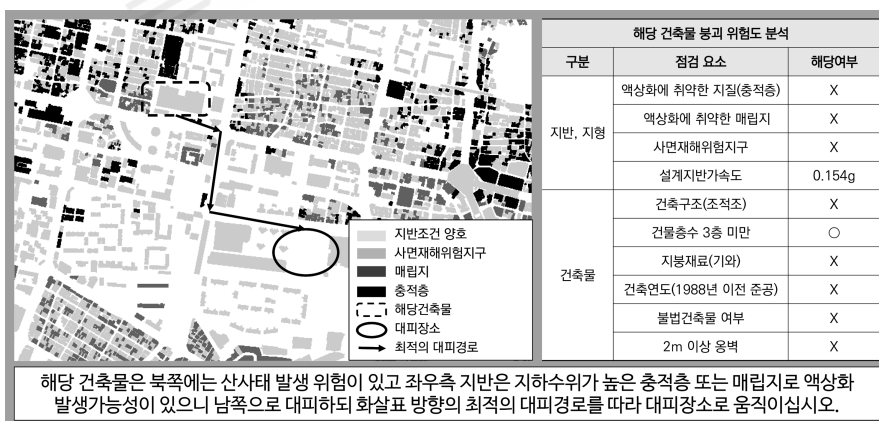 해당 건축물 붕괴 위험도 분석
구분 점검 요소 해당여부
지반, 지형
액상화에 취약한 지질(충적층) X
액상화에 취약한 매립지 X
사면재해위험지구 X
설계지반가속도 0.154g
건축물
건축구조(조적조) X
건물층수 3층 미만 ○
지붕재료(기와) X
건축연도(1988년 이전 준공) X
불법건축물 여부 X
2m 이상 옹벽 X
지반조건 양호
사면재해위험지구
매립지
충적층
해당건축물
대피장소
최적의 대피경로
해당 건축물은 북쪽에는 산사태 발생 위험이 있고 좌우측 지반은 지하수위가 높은 충적층 또는 매립지로 액상화
발생가능성이 있으니 남쪽으로 대피하되 화살표 방향의 최적의 대피경로를 따라 대피장소로 움직이십시오.